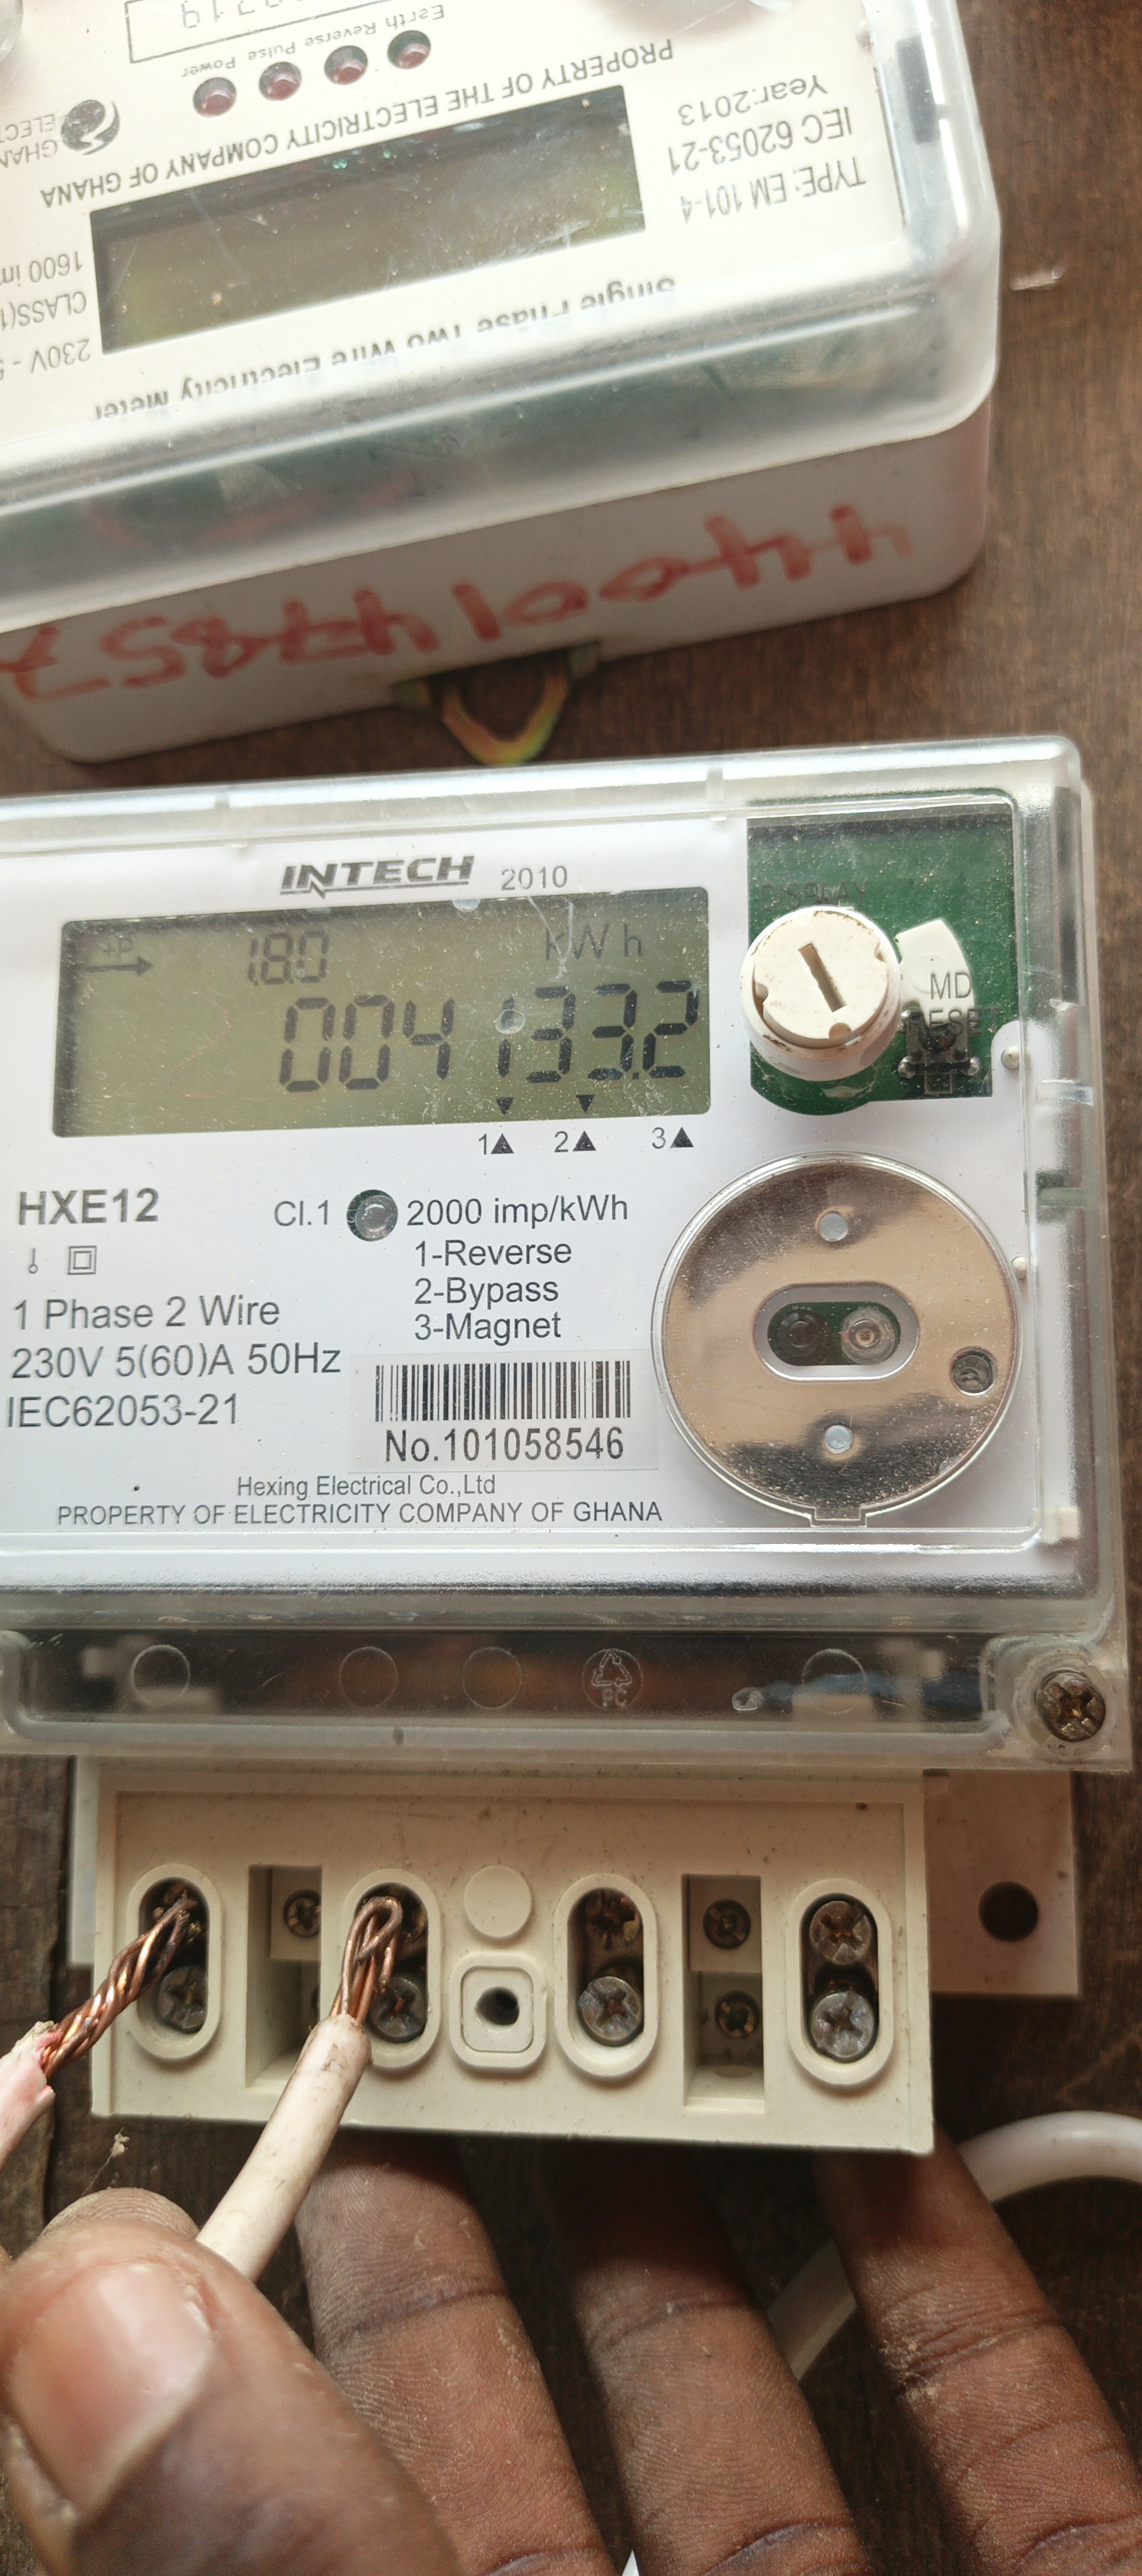 719
Earth Reverse Pulse Power
PROPERTY OF THE ELECTRICITY COMPANY OF GHANA
Year:2013
IEC 62053-21
TYPE: EM 101-4
1600
CLASS(1
230V -
Single Phase Two Wire Electricity Meter
INTECH 2010
+P 1.8.0 kWh
004133.2
1▲ 2▲ 3▲
DISPLAY
MD
RESET
HXE12
Cl.1 2000 imp/kWh
1-Reverse
2-Bypass
3-Magnet
1 Phase 2 Wire
230V 5(60)A 50Hz
IEC62053-21
No.101058546
Hexing Electrical Co.,Ltd
PROPERTY OF ELECTRICITY COMPANY OF GHANA
PC